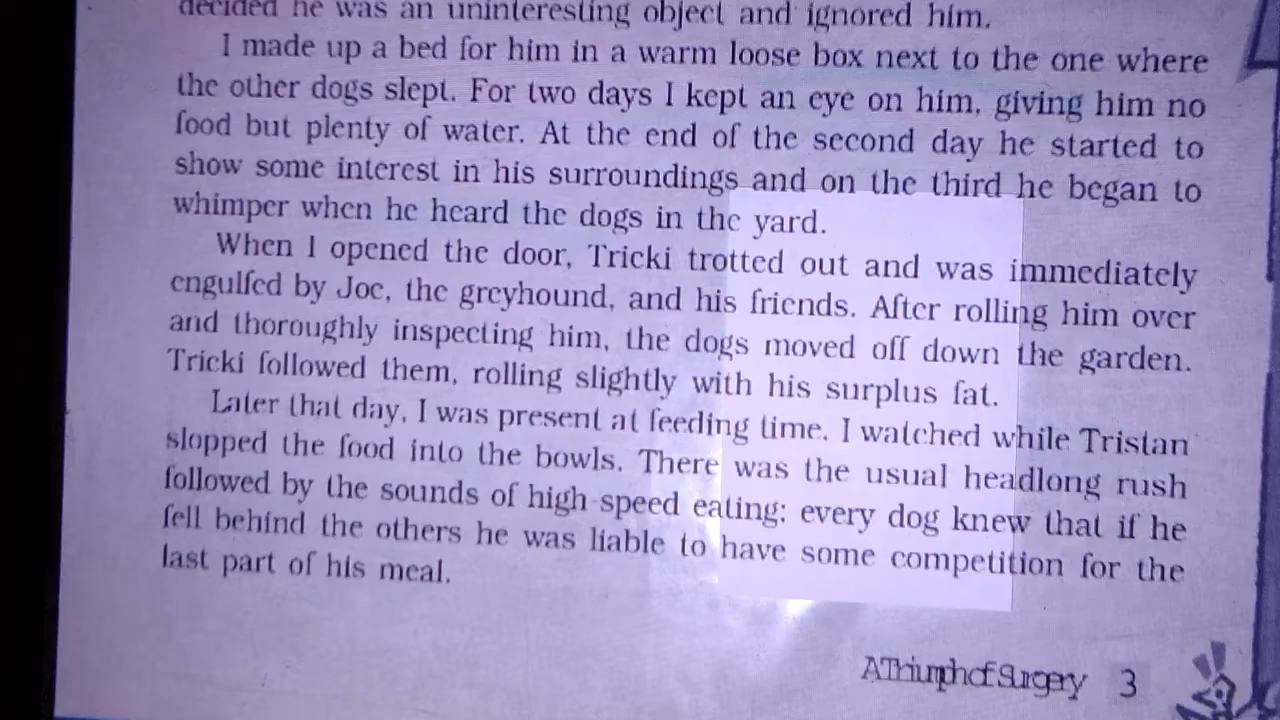 decided he was an uninteresting object and ignored him.
I made up a bed for him in a warm loose box next to the one where
the other dogs slept. For two days I kept an eye on him, giving him no
food but plenty of water. At the end of the second day he started to
show some interest in his surroundings and on the third he began to
whimper when he heard the dogs in the yard.
When I opened the door, Tricki trotted out and was immediately
engulfed by Joe, the greyhound, and his friends. After rolling him over
and thoroughly inspecting him, the dogs moved off down the garden.
Tricki followed them, rolling slightly with his surplus fat.
Later that day, I was present at feeding time. I watched while Tristan
slopped the food into the bowls. There was the usual headlong rush
followed by the sounds of high-speed eating; every dog knew that if he
fell behind the others he was liable to have some competition for the
last part of his meal.
A Triumph of Surgery 3